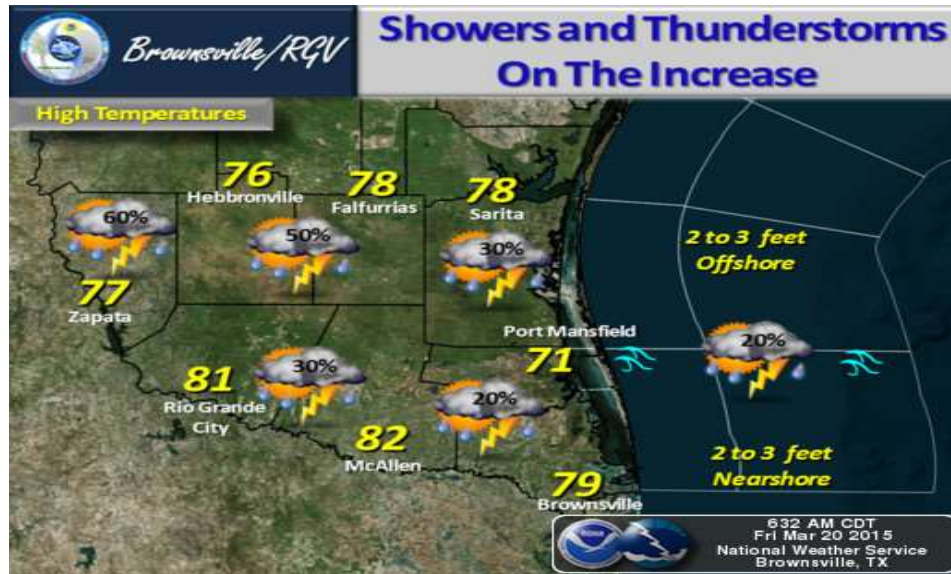 Brownsville/RGV
Showers and Thunderstorms
On The Increase
High Temperatures
76
Hebbronville
78
Falfurrias
78
Sarita
60%
50%
30%
2 to 3 feet
Offshore
77
Zapata
Port Mansfield
71
20%
81
30%
Rio Grande
City
20%
82
McAllen
2 to 3 feet
Nearshore
79
Brownsville
632 AM CDT
Fri Mar 20 2015
National Weather Service
Brownsville, TX